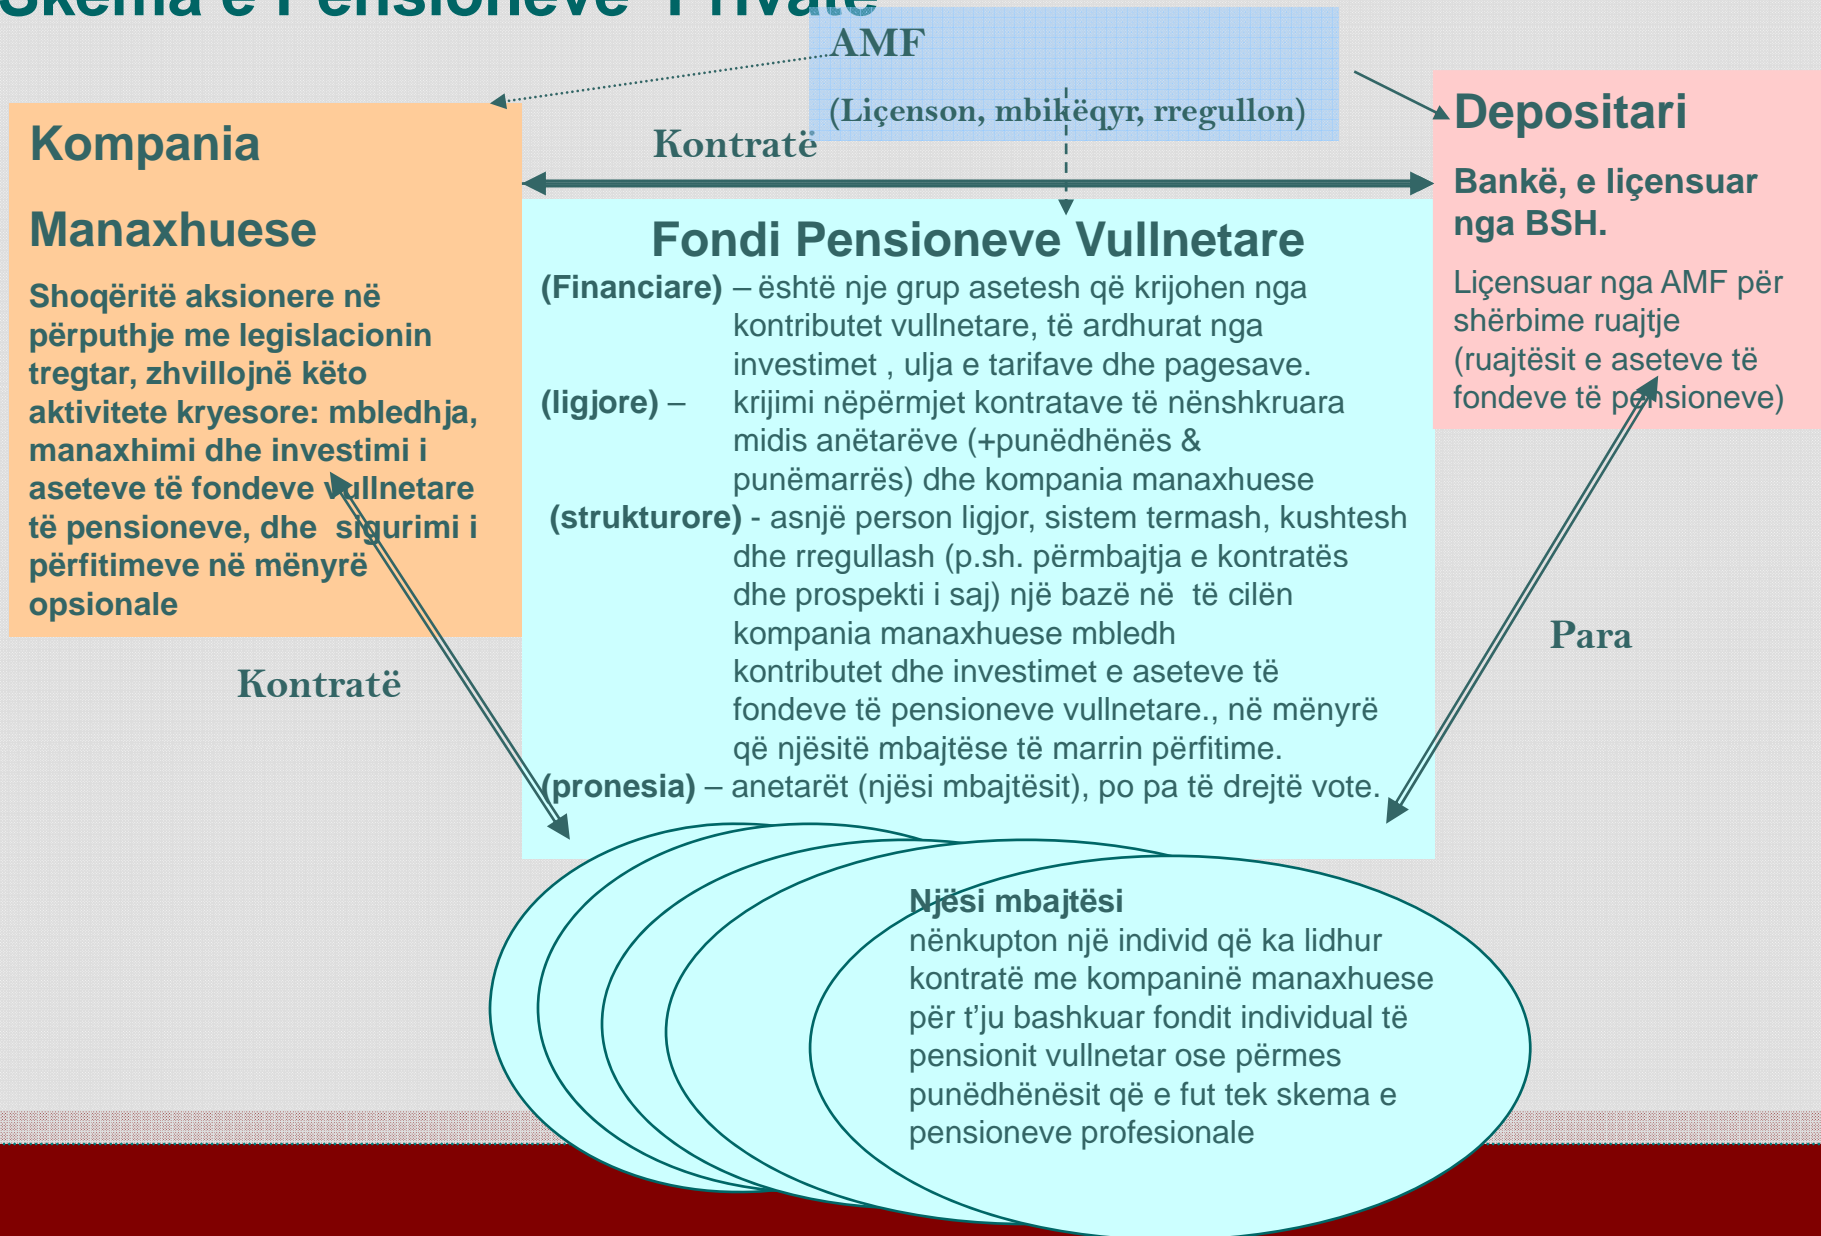 Skema e Pensioneve Private
AMF
(Liçenson, mbikëqyr, rregullon)
Kompania
Manaxhuese
Shoqëritë aksionere në
përputhje me legislacionin
tregtar, zhvillojnë këto
aktivitete kryesore: mbledhja,
manaxhimi dhe investimi i
aseteve të fondeve vullnetare
të pensioneve, dhe sigurimi i
përfitimeve në mënyrë
opsionale
Kontratë
Depositari
Bankë, e liçensuar
nga BSH.
Liçensuar nga AMF për
shërbime ruajtje
(ruajtësit e aseteve të
fondeve të pensioneve)
Fondi Pensioneve Vullnetare
(Financiare) – është nje grup asetesh që krijohen nga
kontributet vullnetare, të ardhurat nga
investimet , ulja e tarifave dhe pagesave.
(ligjore) – krijimi nëpërmjet kontratave të nënshkruara
midis anëtarëve (+punëdhënës &
punëmarrës) dhe kompania manaxhuese
(strukturore) - asnjë person ligjor, sistem termash, kushtesh
dhe rregullash (p.sh. përmbajtja e kontratës
dhe prospekti i saj) një bazë në të cilën
kompania manaxhuese mbledh
kontributet dhe investimet e aseteve të
fondeve të pensioneve vullnetare., në mënyrë
që njësitë mbajtëse të marrin përfitime.
(pronesia) – anetarët (njësi mbajtësit), po pa të drejtë vote.
Kontratë
Para
Njësi mbajtësi
nënkupton një individ që ka lidhur
kontratë me kompaninë manaxhuese
për t'ju bashkuar fondit individual të
pensionit vullnetar ose përmes
punëdhënësit që e fut tek skema e
pensioneve profesionale